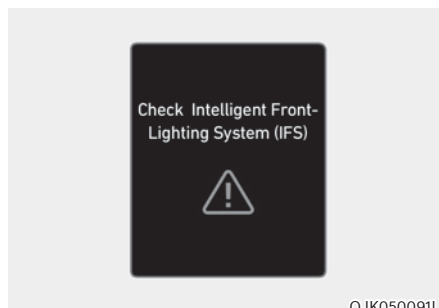 Check Intelligent Front-
Lighting System (IFS)
OJK050091L